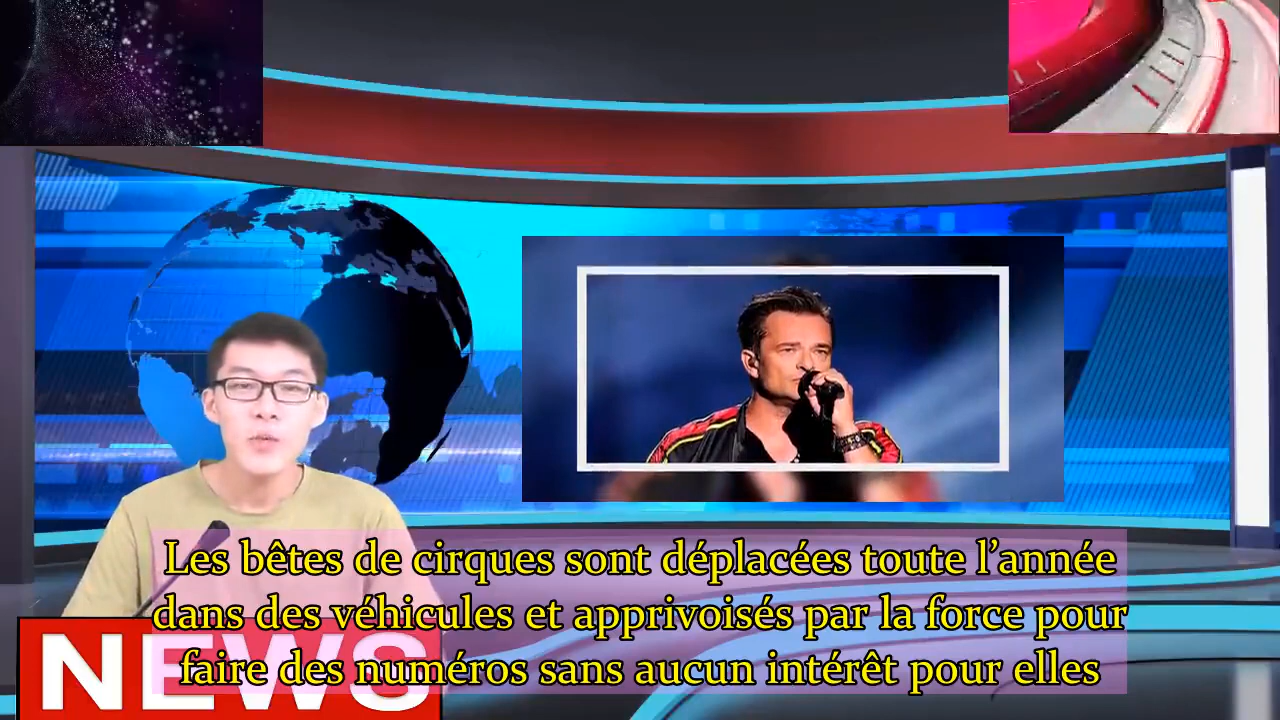 Les bêtes de cirques sont déplacées toute l’année
dans des véhicules et apprivoisés par la force pour
faire des numéros sans aucun intérêt pour elles
NEWS